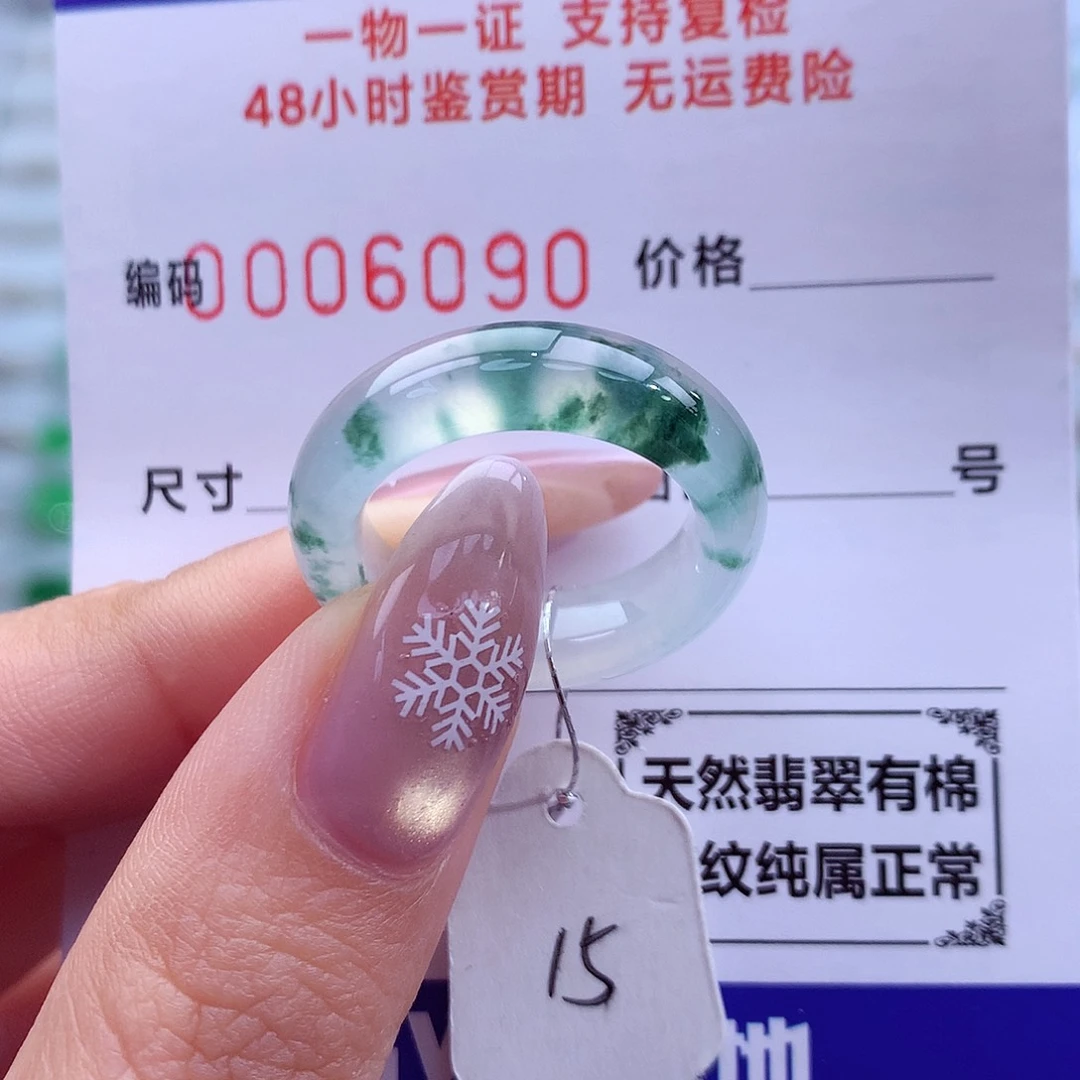 一物一证 支持复检
48小时鉴赏期 无运费险
编码0006090 价格
尺寸 号
天然翡翠有棉
纹纯属正常
15
地